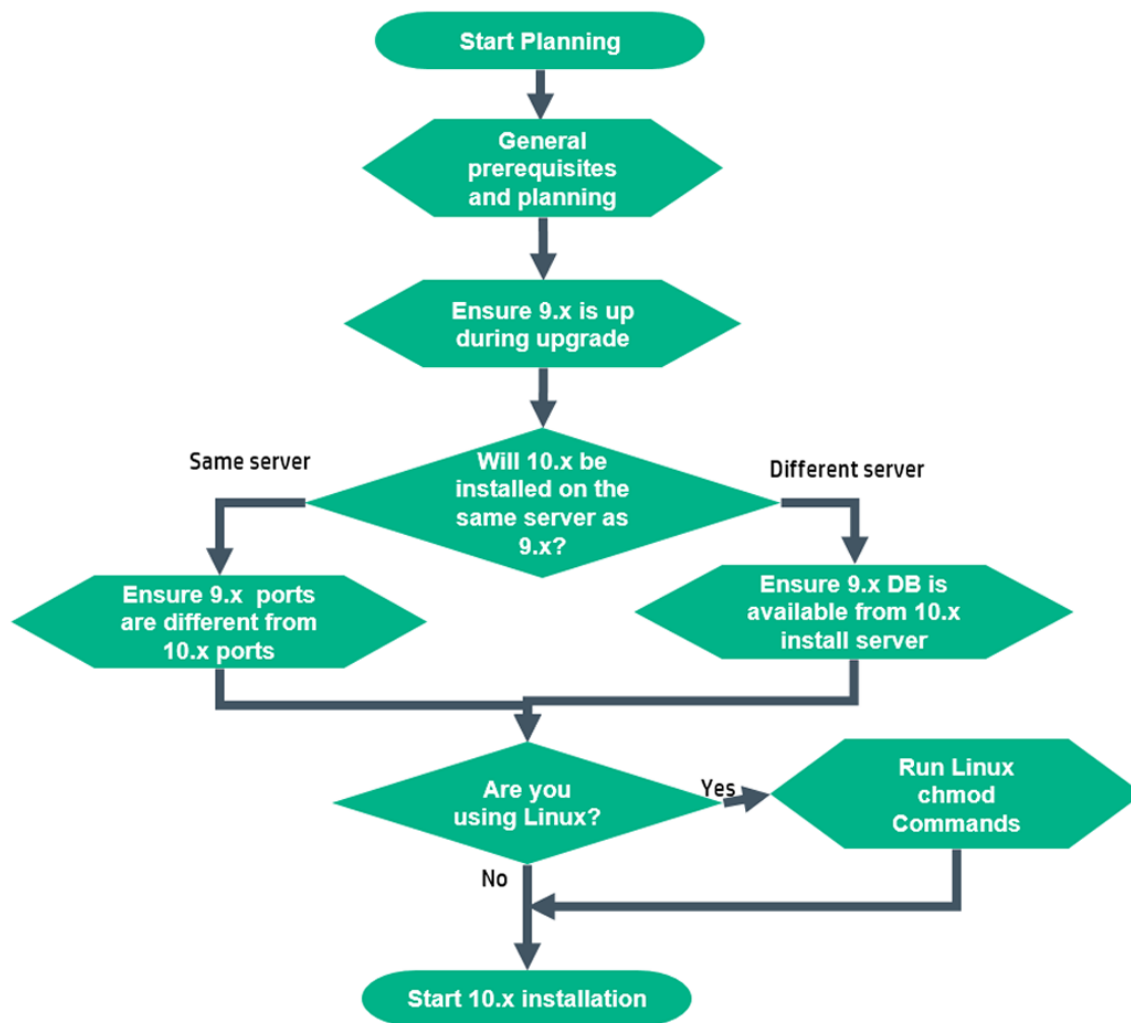 Start Planning
General
prerequisites
and planning
Ensure 9.x is up
during upgrade
Same server
Will 10.x be
installed on the
same server as
9.x?
Different server
Ensure 9.x  ports
are different from
10.x ports
Ensure 9.x DB is
available from 10.x
install server
Are you
using Linux?
Yes
Run Linux
chmod
Commands
No
Start 10.x installation